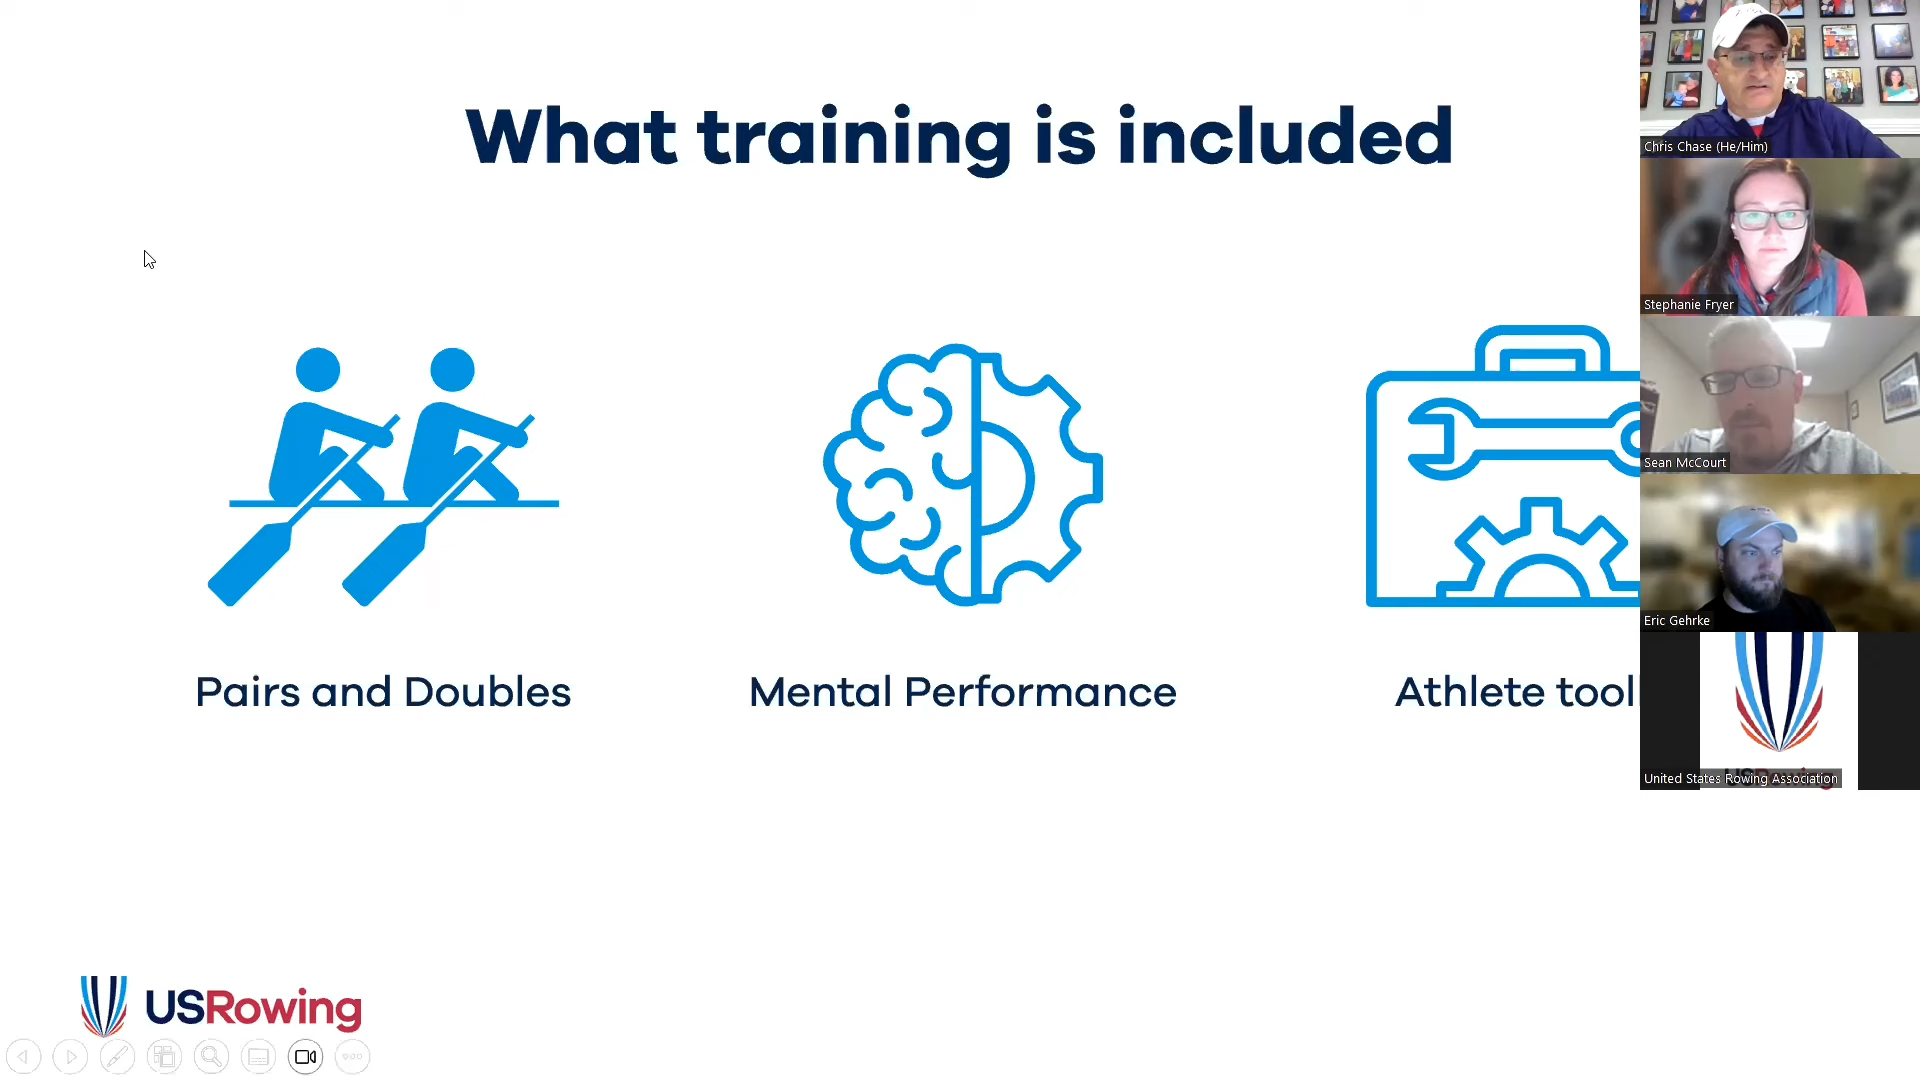 What training is included
Pairs and Doubles
Mental Performance
Athlete tool
USRowing
Chris Chase (He/Him)
Stephanie Fryer
Sean McCourt
Eric Gehrke
United States Rowing Association